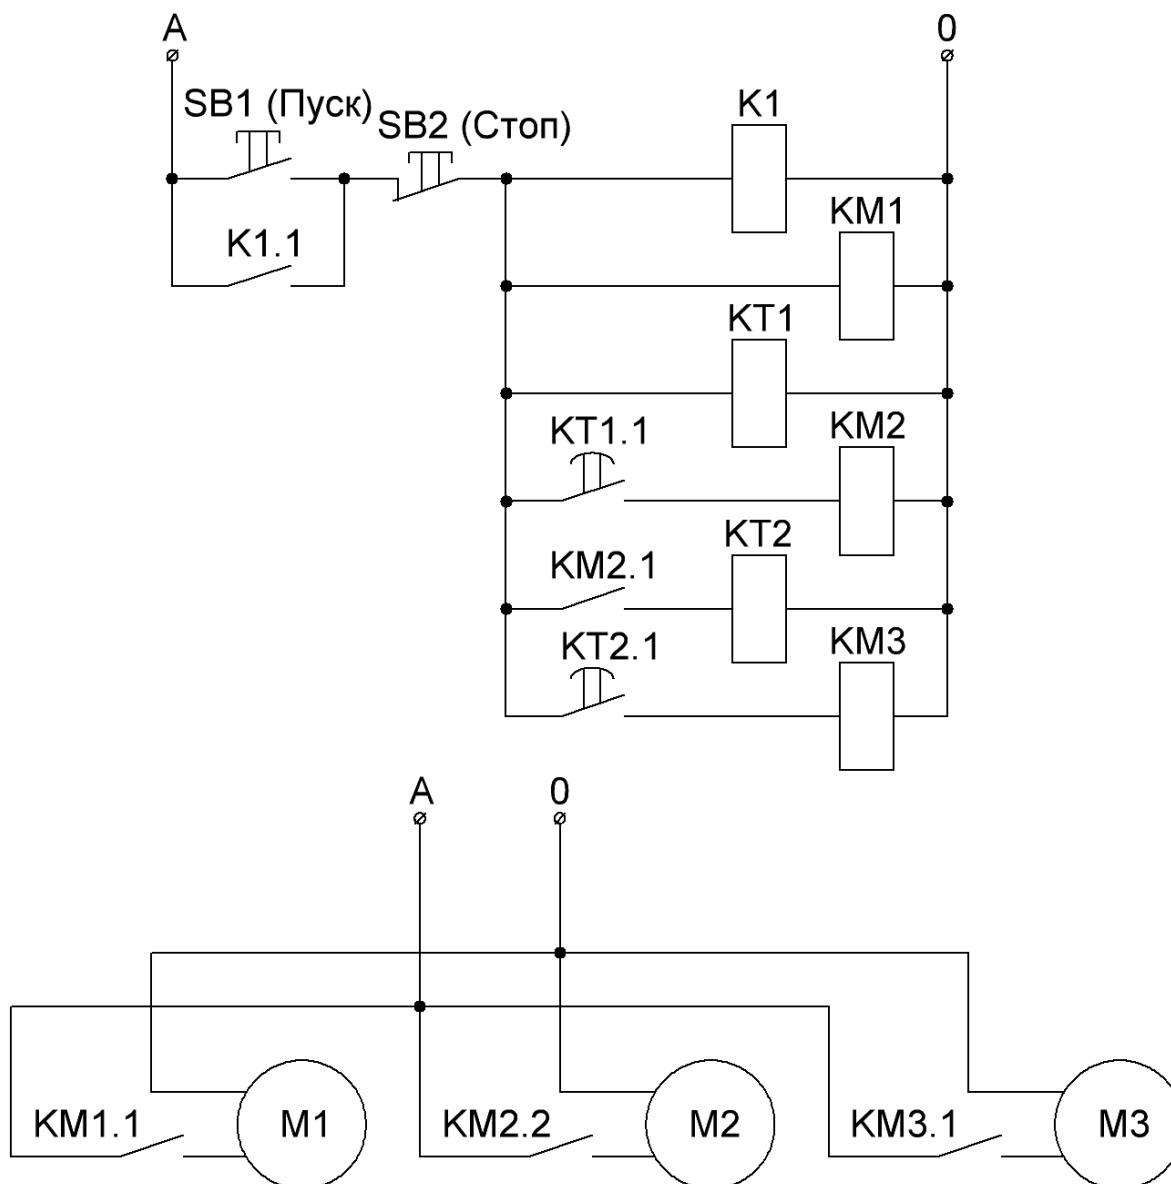 A
0
SB1 (Пуск)
SB2 (Стоп)
K1
KM1
K1.1
KT1
KT1.1
KM2
KT2
KM2.1
KT2.1
KM3
A
0
KM1.1
M1
KM2.2
M2
KM3.1
M3